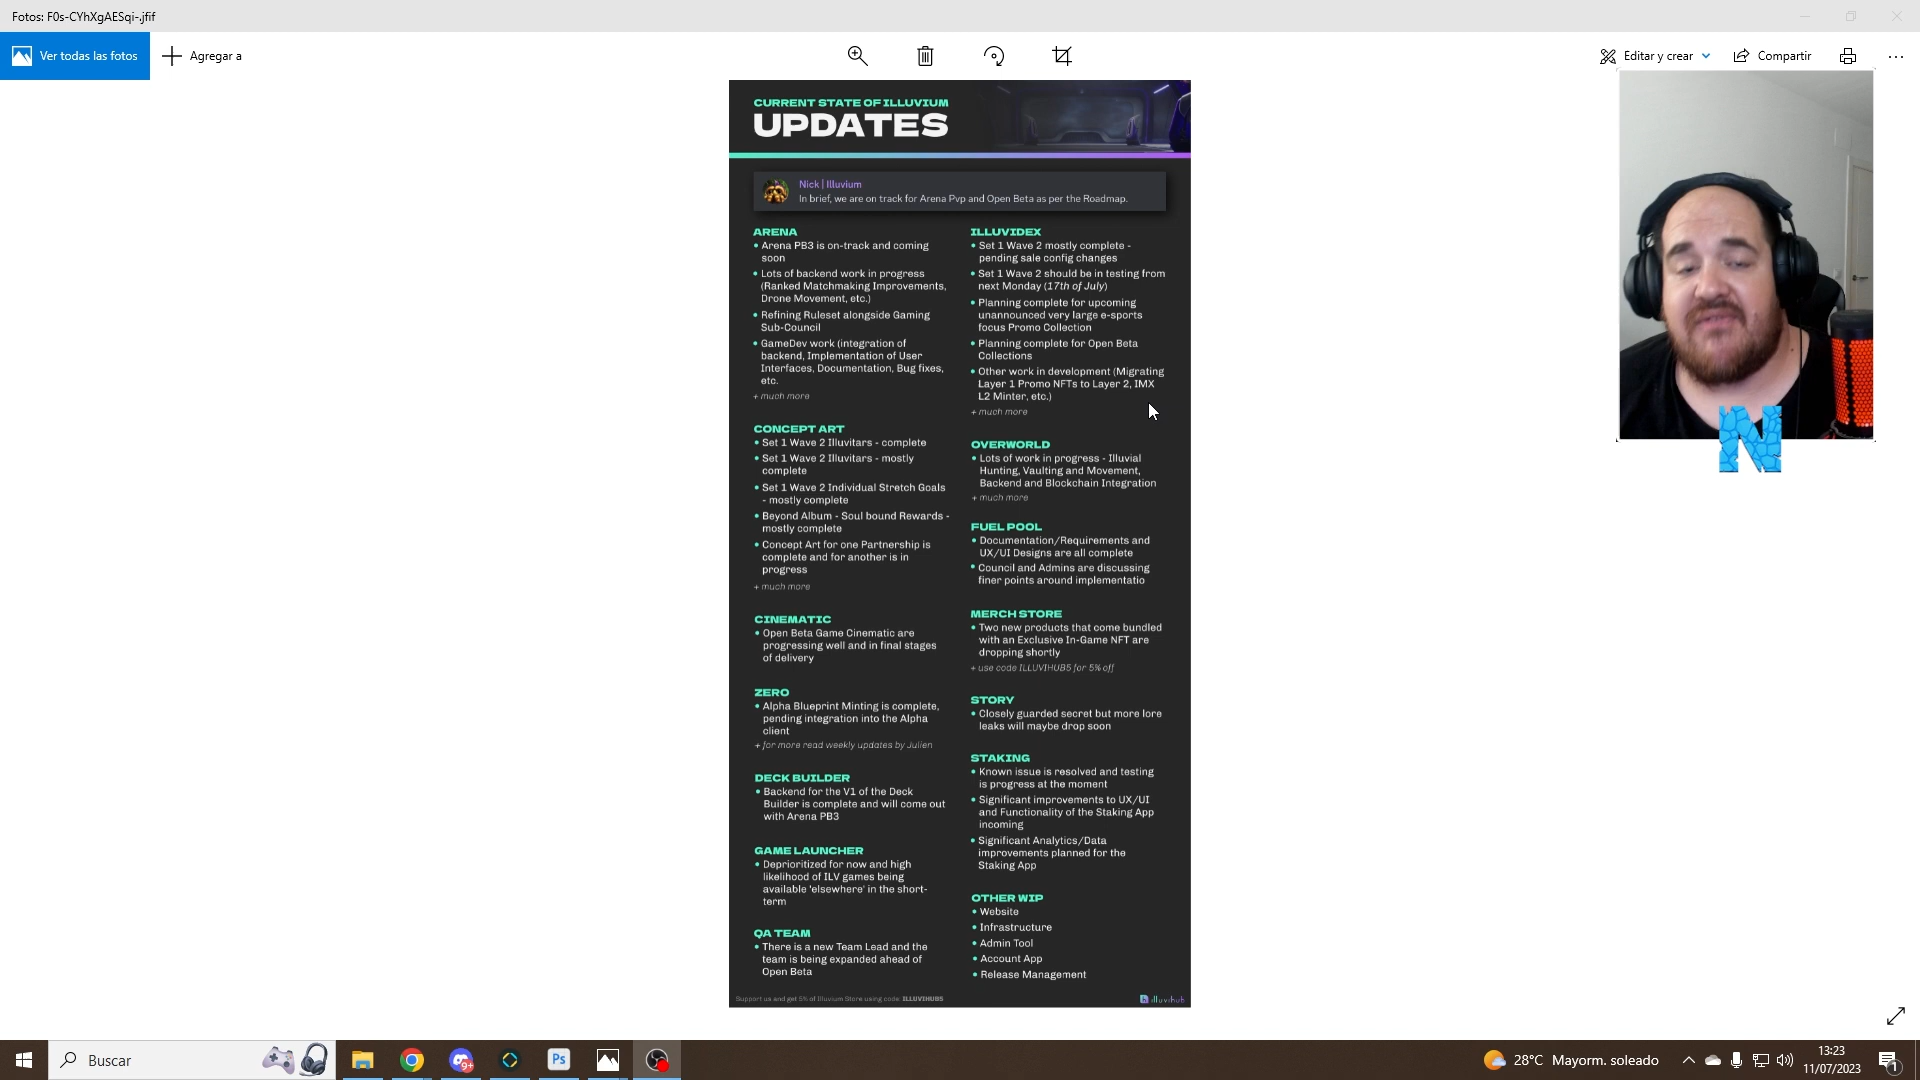 Fotos: F0s-CYhXgAESqi-.jfif
Ver todas las fotos
Agregar a
Editar y crear
Compartir
CURRENT STATE OF ILLUVIUM
UPDATES
Nick | Illuvium
In brief, we are on track for Arena Pvp and Open Beta as per the Roadmap.
ARENA
• Arena PB3 is on-track and coming
soon
• Lots of backend work in progress
(Ranked Matchmaking Improvements,
Drone Movement, etc.)
• Refining Ruleset alongside Gaming
Sub-Council
• GameDev work (integration of
backend, Implementation of User
Interfaces, Documentation, Bug fixes,
etc.
+ much more
CONCEPT ART
• Set 1 Wave 2 Illuvitars - complete
• Set 1 Wave 2 Illuvitars - mostly
complete
• Set 1 Wave 2 Individual Stretch Goals
- mostly complete
• Beyond Album - Soul bound Rewards -
mostly complete
• Concept Art for one Partnership is
complete and for another is in
progress
+ much more
CINEMATIC
• Open Beta Game Cinematic are
progressing well and in final stages
of delivery
ZERO
• Alpha Blueprint Minting is complete,
pending integration into the Alpha
client
+ for more read weekly updates by Julien
DECK BUILDER
• Backend for the V1 of the Deck
Builder is complete and will come out
with Arena PB3
GAME LAUNCHER
• Deprioritized for now and high
likelihood of ILV games being
available 'elsewhere' in the short-
term
QA TEAM
• There is a new Team Lead and the
team is being expanded ahead of
Open Beta
ILLUVIDEX
• Set 1 Wave 2 mostly complete -
pending sale config changes
• Set 1 Wave 2 should be in testing from
next Monday (17th of July)
• Planning complete for upcoming
unannounced very large e-sports
focus Promo Collection
• Planning complete for Open Beta
Collections
• Other work in development (Migrating
Layer 1 Promo NFTs to Layer 2, IMX
L2 Minter, etc.)
+ much more
OVERWORLD
• Lots of work in progress - Illuvial
Hunting, Vaulting and Movement,
Backend and Blockchain Integration
+ much more
FUEL POOL
• Documentation/Requirements and
UX/UI Designs are all complete
• Council and Admins are discussing
finer points around implementatio
MERCH STORE
• Two new products that come bundled
with an Exclusive In-Game NFT are
dropping shortly
+ use code ILLUVIHUB5 for 5% off
STORY
• Closely guarded secret but more lore
leaks will maybe drop soon
STAKING
• Known issue is resolved and testing
is progress at the moment
• Significant improvements to UX/UI
and Functionality of the Staking App
incoming
• Significant Analytics/Data
improvements planned for the
Staking App
OTHER WIP
• Website
• Infrastructure
• Admin Tool
• Account App
• Release Management
Support us and get 5% of Illuvium Store using code: ILLUVIHUB5
illuvihub
N
Buscar
9+
Ps
28°C Mayorm. soleado
13:23
11/07/2023
1